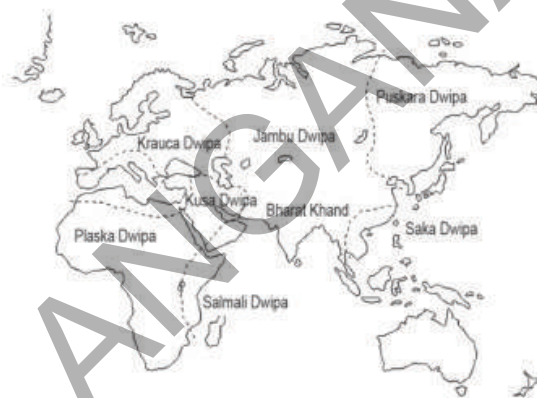 Puskara Dwipa
Krauca Dwipa
Jambu Dwipa
Kusa Dwipa
Bharat Khand
Plaska Dwipa
Saka Dwipa
Salmali Dwipa
ANGAN